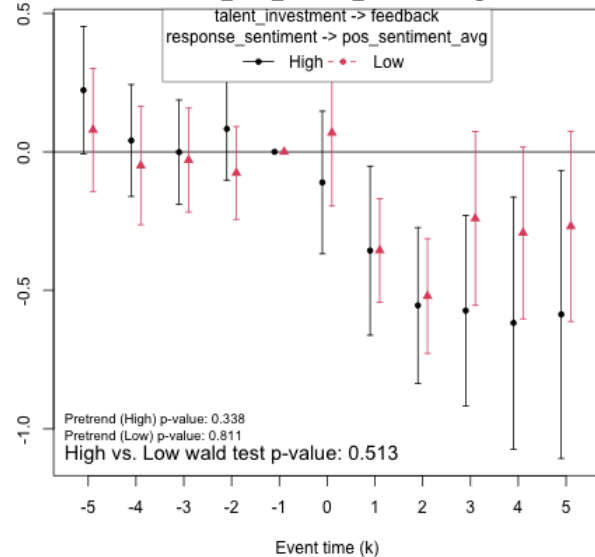 talent_investment -> feedback
response_sentiment -> pos_sentiment_avg
High Low
0.5
0.0
-0.5
-1.0
Pretrend (High) p-value: 0.338
Pretrend (Low) p-value: 0.811
High vs. Low wald test p-value: 0.513
-5 -4 -3 -2 -1 0 1 2 3 4 5
Event time (k)